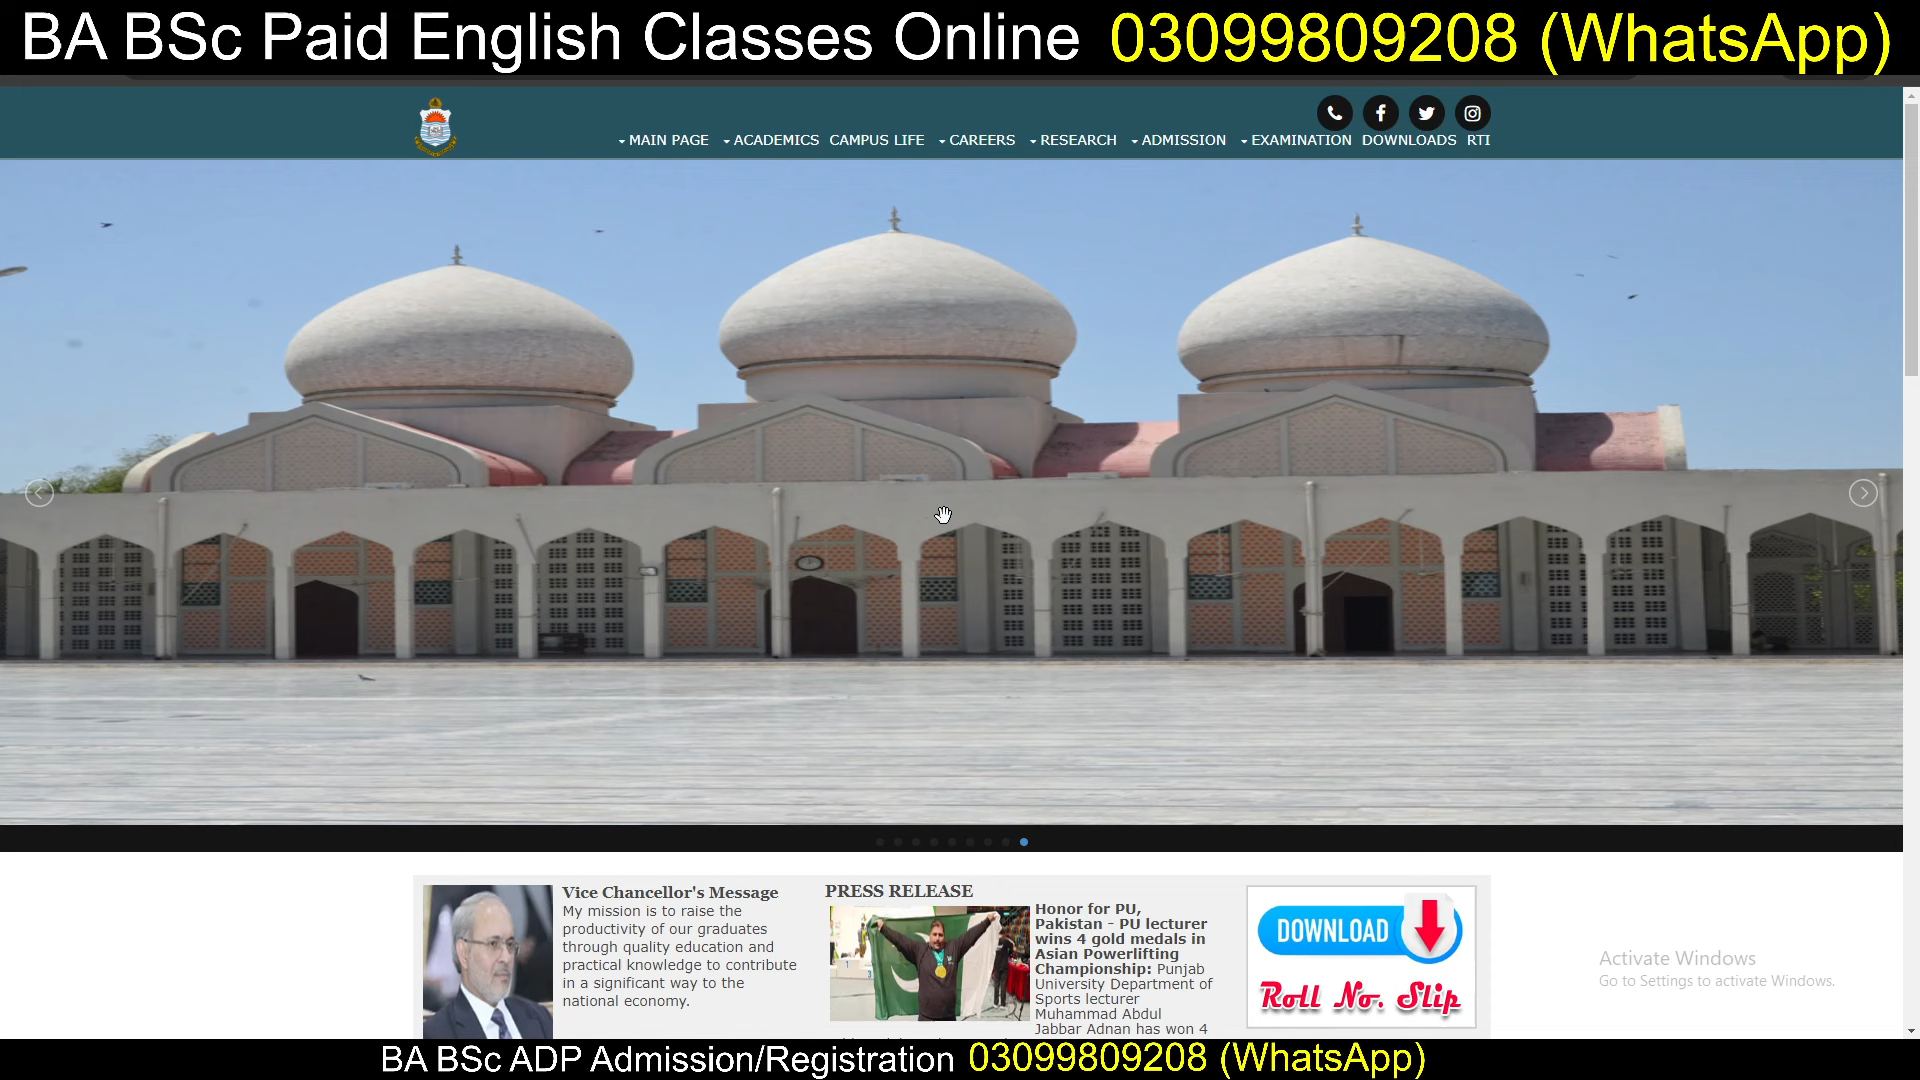 BA BSc Paid English Classes Online 03099809208 (WhatsApp)
MAIN PAGE ACADEMICS CAMPUS LIFE CAREERS RESEARCH ADMISSION EXAMINATION DOWNLOADS RTI
Vice Chancellor's Message
My mission is to raise the
productivity of our graduates
through quality education and
practical knowledge to contribute
in a significant way to the
national economy.
PRESS RELEASE
Honor for PU,
Pakistan - PU lecturer
wins 4 gold medals in
Asian Powerlifting
Championship: Punjab
University Department of
Sports lecturer
Muhammad Abdul
Jabbar Adnan has won 4
DOWNLOAD
Roll No. Slip
Activate Windows
Go to Settings to activate Windows.
BA BSc ADP Admission/Registration 03099809208 (WhatsApp)